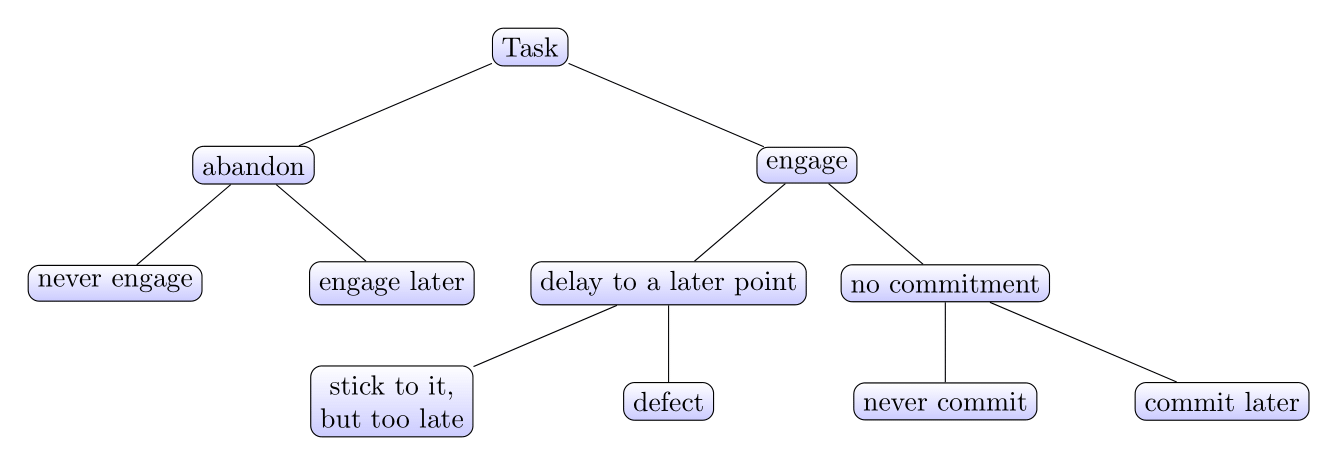 Task
abandon
engage
never engage
engage later
delay to a later point
no commitment
stick to it,
but too late
defect
never commit
commit later